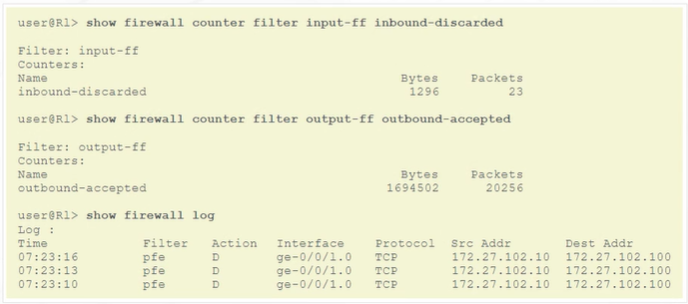 user@R1> show firewall counter filter input-ff inbound-discarded
Filter: input-ff
Counters:
Name Bytes Packets
inbound-discarded 1296 23
user@R1> show firewall counter filter output-ff outbound-accepted
Filter: output-ff
Counters:
Name Bytes Packets
outbound-accepted 1694502 20256
user@R1> show firewall log
Log :
Time Filter Action Interface Protocol Src Addr Dest Addr
07:23:16 pfe D ge-0/0/1.0 TCP 172.27.102.10 172.27.102.100
07:23:13 pfe D ge-0/0/1.0 TCP 172.27.102.10 172.27.102.100
07:23:10 pfe D ge-0/0/1.0 TCP 172.27.102.10 172.27.102.100